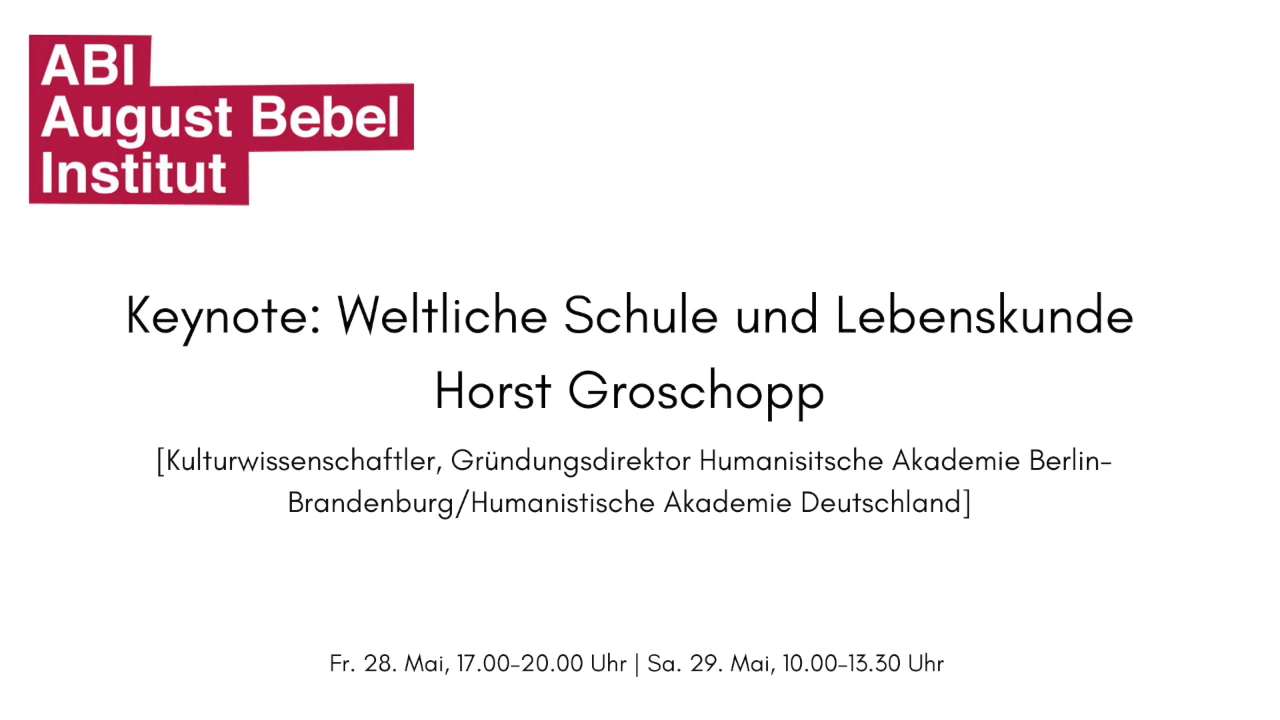 ABI
August Bebel
Institut
Keynote: Weltliche Schule und Lebenskunde
Horst Groschopp
[Kulturwissenschaftler, Gründungsdirektor Humanisitsche Akademie Berlin-
Brandenburg/Humanistische Akademie Deutschland]
Fr. 28. Mai, 17.00-20.00 Uhr | Sa. 29. Mai, 10.00-13.30 Uhr